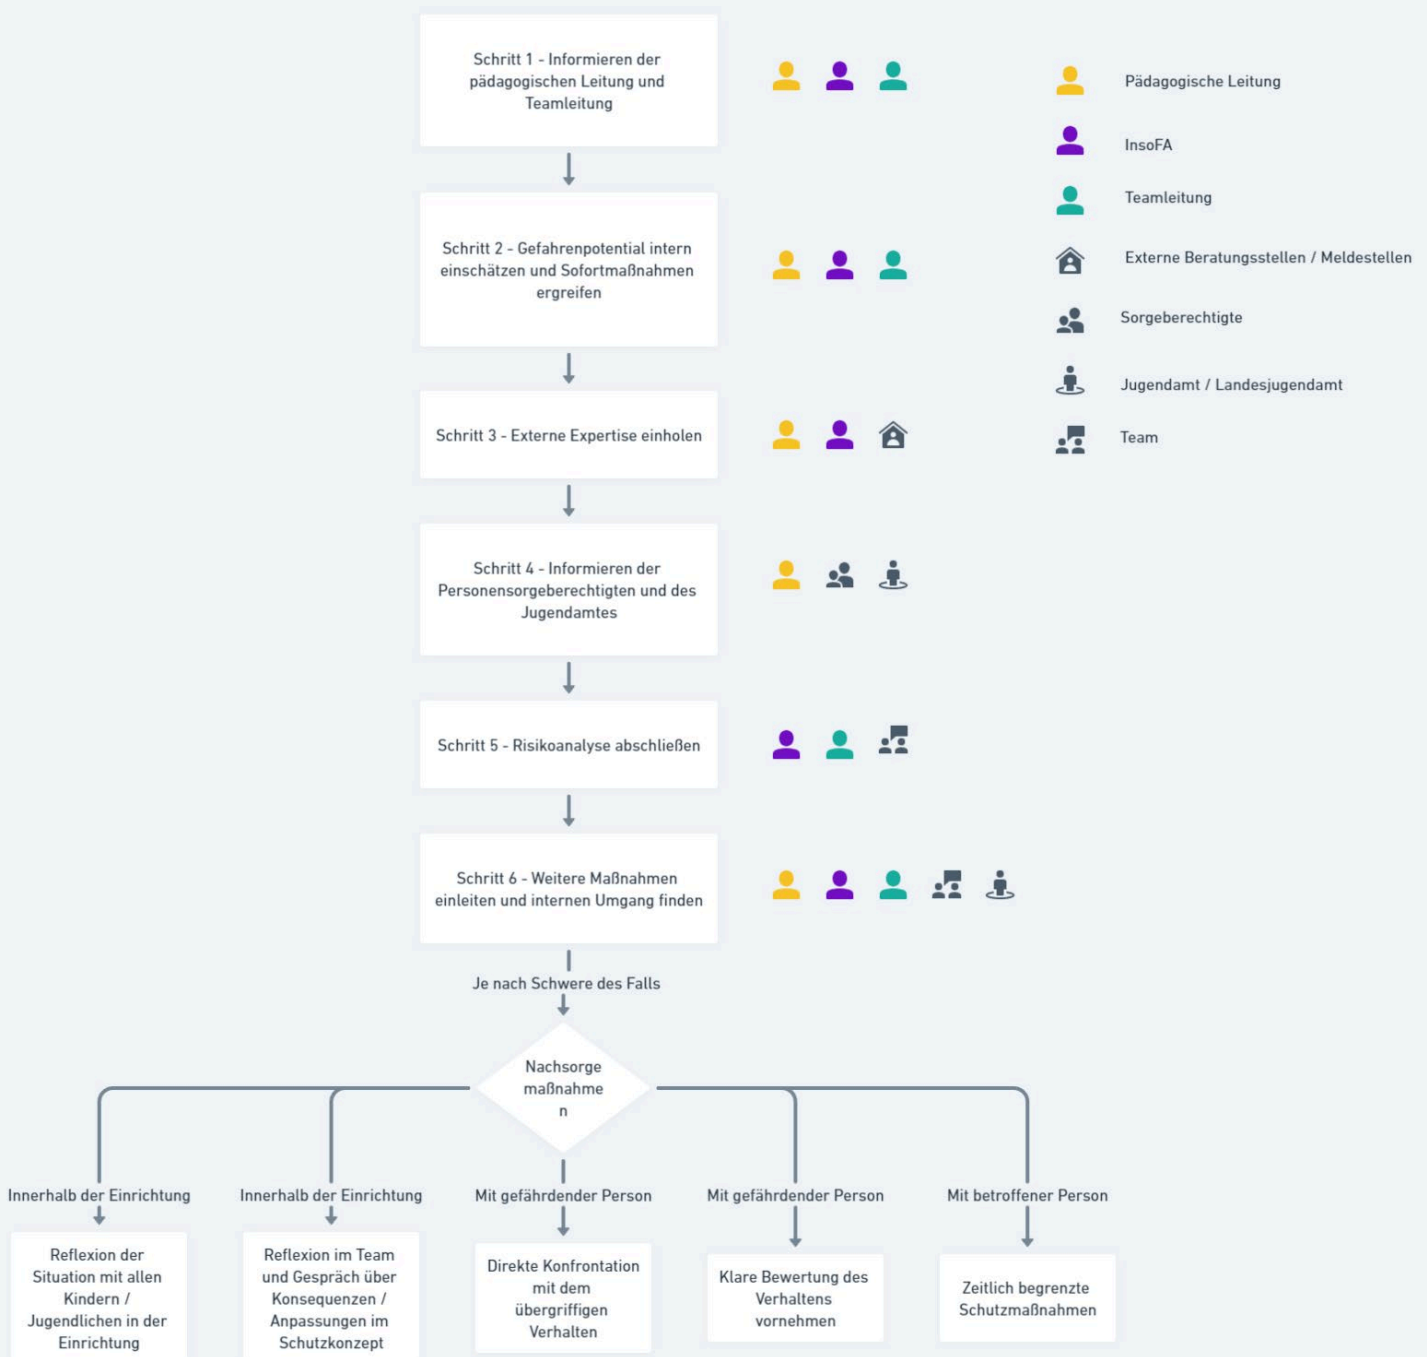 Schritt 1 - Informieren der
pädagogischen Leitung und
Teamleitung
Pädagogische Leitung
InsoFA
Teamleitung
Externe Beratungsstellen / Meldestellen
Sorgeberechtigte
Jugendamt / Landesjugendamt
Team
Schritt 2 - Gefahrenpotential intern
einschätzen und Sofortmaßnahmen
ergreifen
Schritt 3 - Externe Expertise einholen
Schritt 4 - Informieren der
Personensorgeberechtigten und des
Jugendamtes
Schritt 5 - Risikoanalyse abschließen
Schritt 6 - Weitere Maßnahmen
einleiten und internen Umgang finden
Je nach Schwere des Falls
Nachsorge
maßnahme
n
Innerhalb der Einrichtung
Reflexion der
Situation mit allen
Kindern /
Jugendlichen in der
Einrichtung
Innerhalb der Einrichtung
Reflexion im Team
und Gespräch über
Konsequenzen /
Anpassungen im
Schutzkonzept
Mit gefährdender Person
Direkte Konfrontation
mit dem
übergriffigen
Verhalten
Mit gefährdender Person
Klare Bewertung des
Verhaltens
vornehmen
Mit betroffener Person
Zeitlich begrenzte
Schutzmaßnahmen